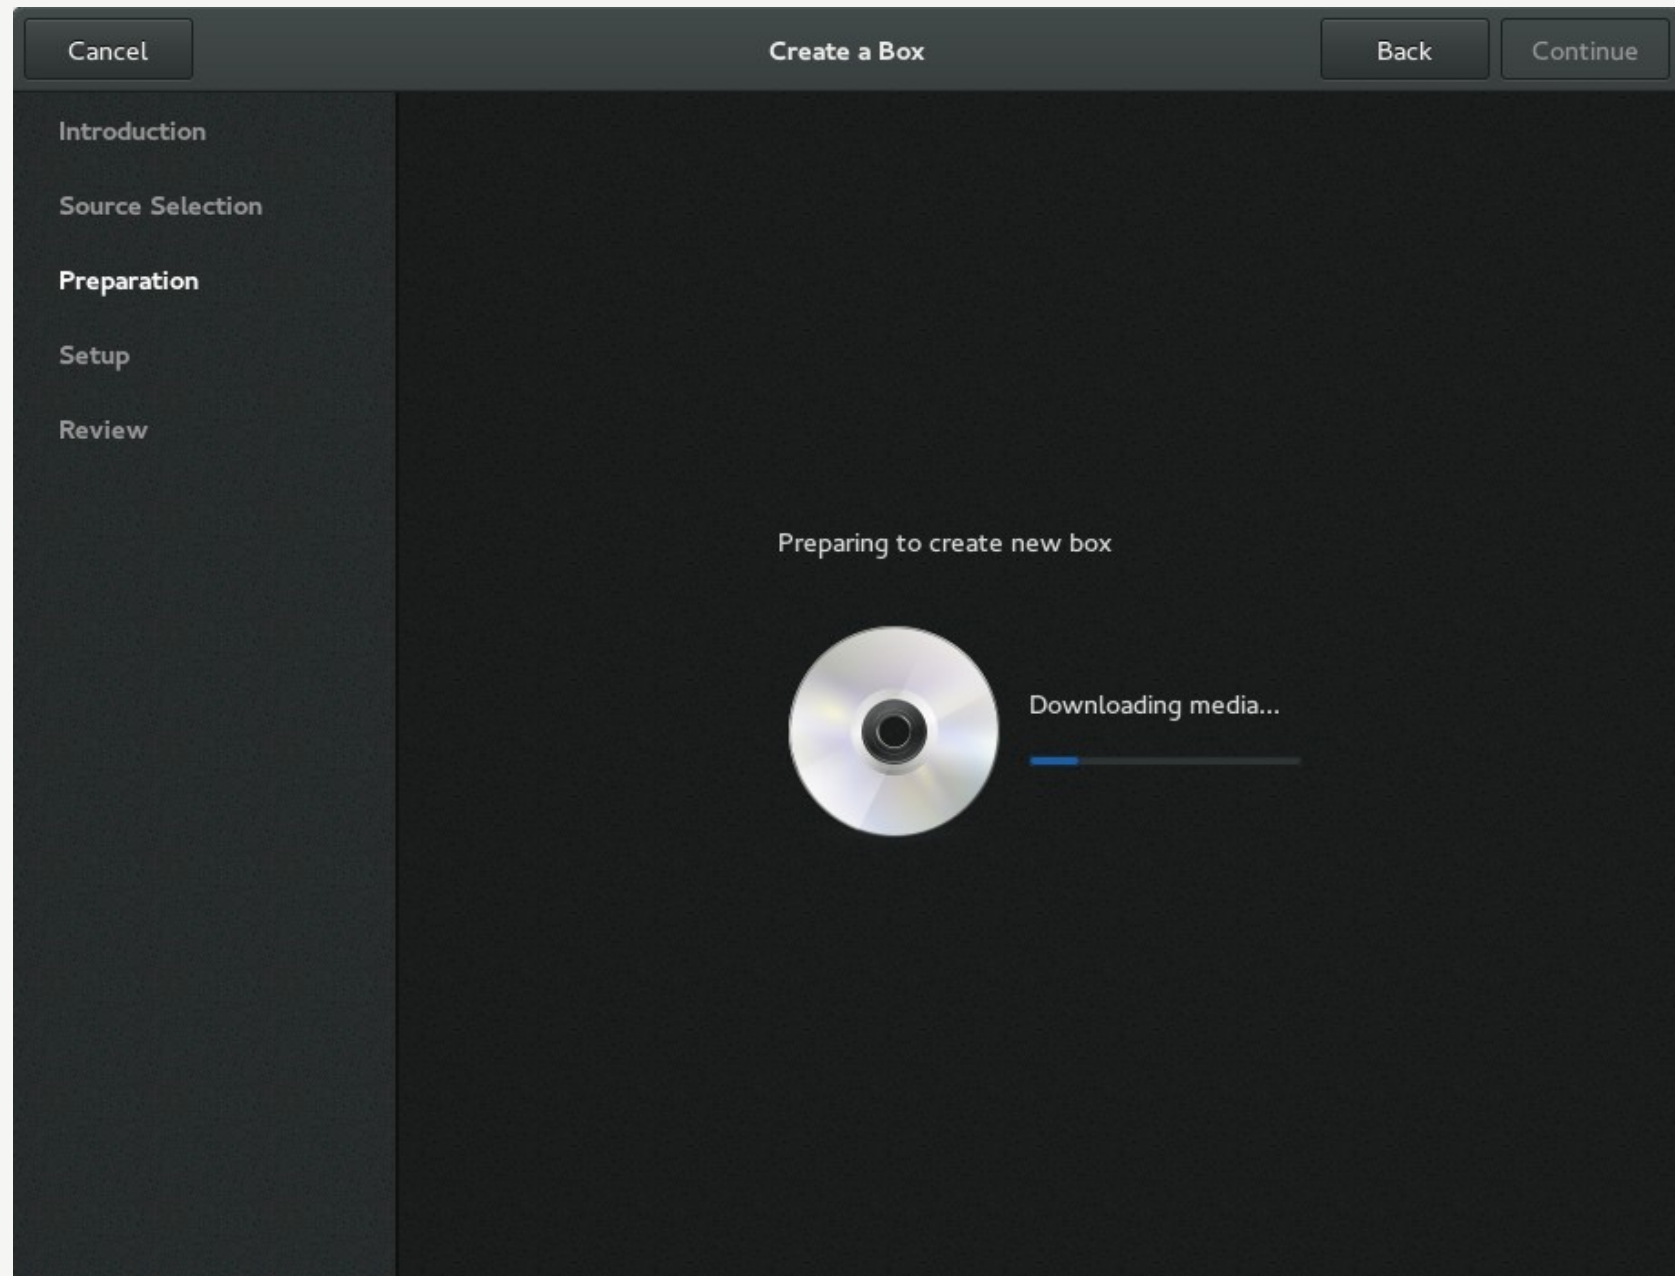 Cancel
Create a Box
Back
Continue
Introduction
Source Selection
Preparation
Setup
Review
Preparing to create new box
Downloading media...